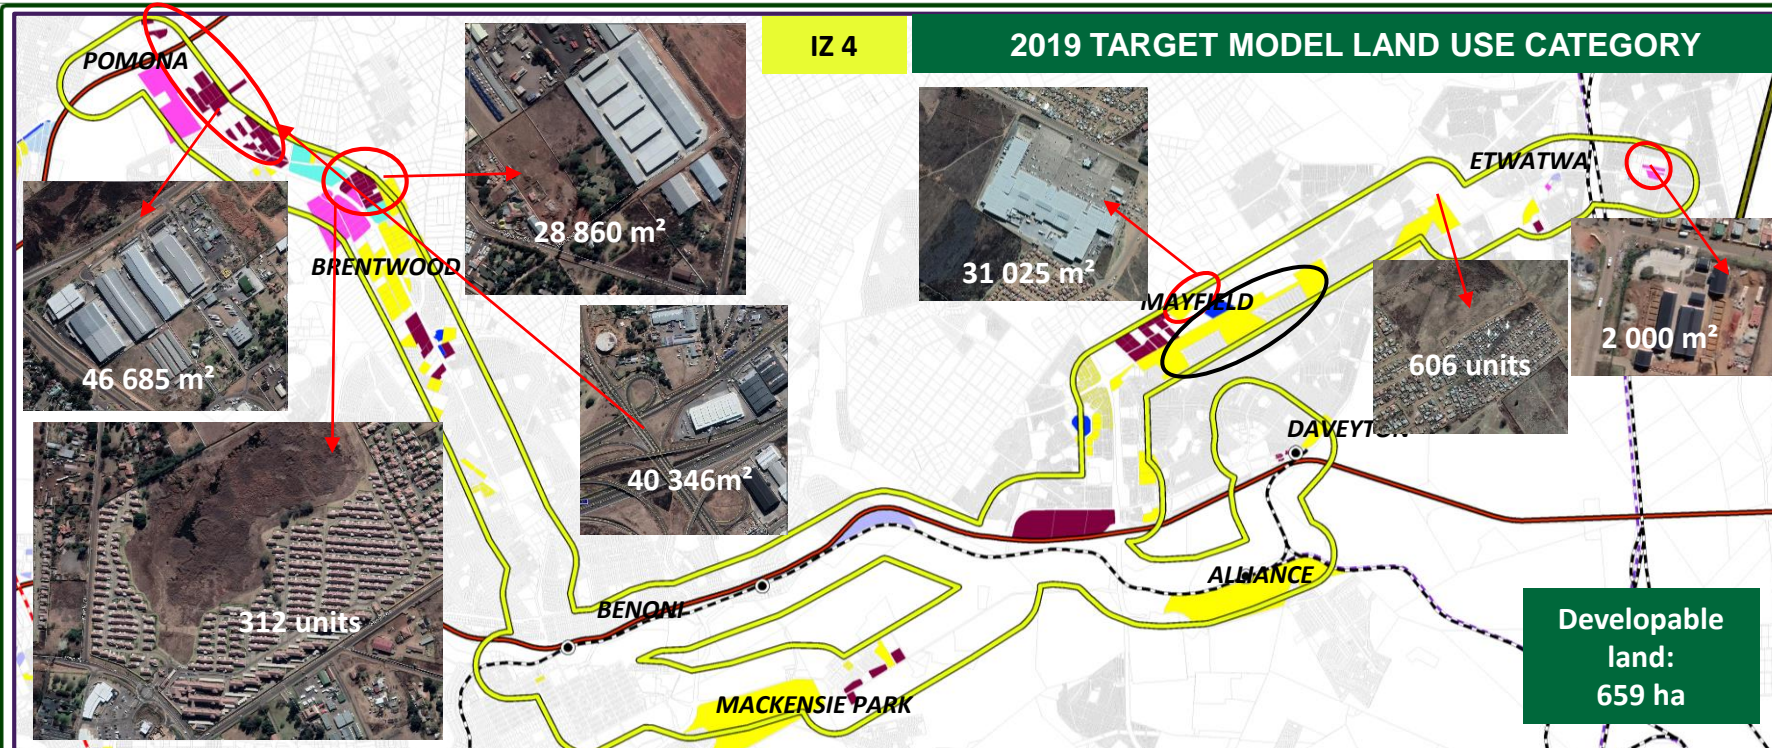 IZ 4
2019 TARGET MODEL LAND USE CATEGORY
POMONA
28 860 m²
ETWATWA
31 025 m²
BRENTWOOD
MAYFIELD
2 000 m²
606 units
46 685 m²
DAVEYTON
40 346m²
ALLIANCE
BENONI
312 units
MACKENSIE PARK
Developable
land:
659 ha